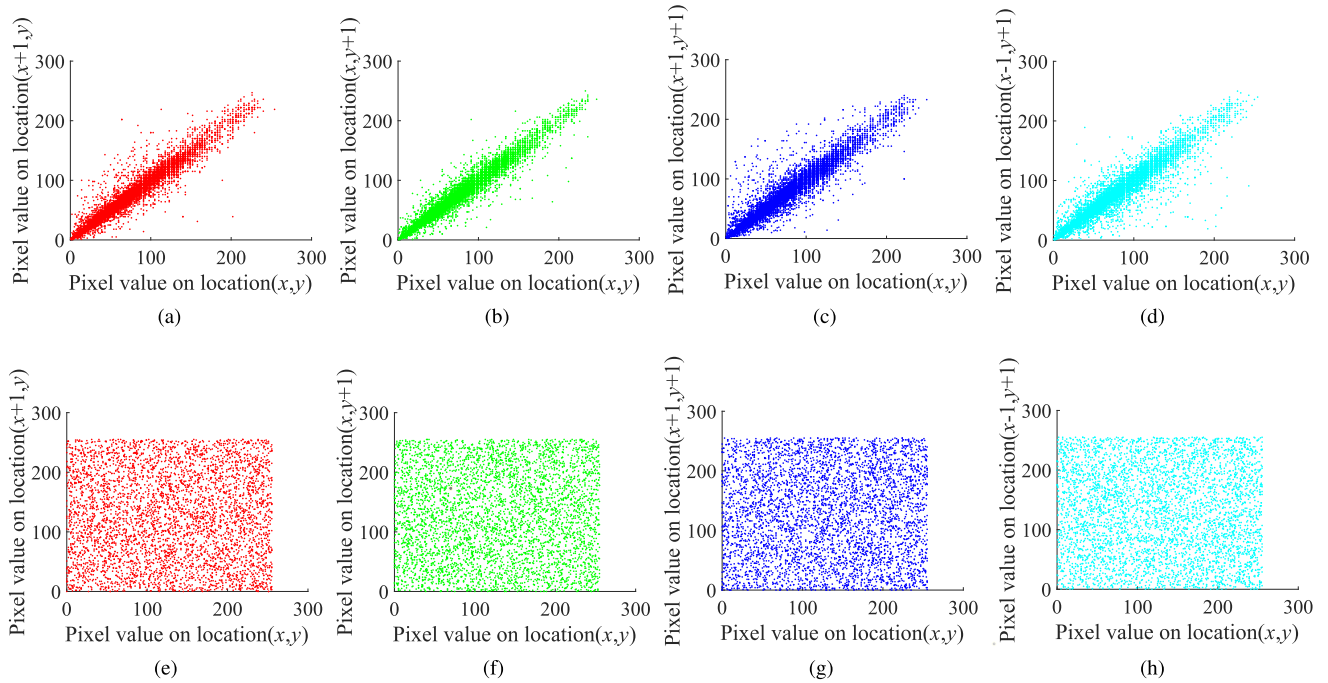 Pixel value on location(x+1,y)
300
200
100
0
0 100 200 300
Pixel value on location(x,y)
(a)
Pixel value on location(x,y+1)
300
200
100
0
0 100 200 300
Pixel value on location(x,y)
(b)
Pixel value on location(x+1,y+1)
300
200
100
0
0 100 200 300
Pixel value on location(x,y)
(c)
Pixel value on location(x-1,y+1)
300
200
100
0
0 100 200 300
Pixel value on location(x,y)
(d)
Pixel value on location(x+1,y)
300
200
100
0
0 100 200 300
Pixel value on location(x,y)
(e)
Pixel value on location(x,y+1)
300
200
100
0
0 100 200 300
Pixel value on location(x,y)
(f)
Pixel value on location(x+1,y+1)
300
200
100
0
0 100 200 300
Pixel value on location(x,y)
(g)
Pixel value on location(x-1,y+1)
300
200
100
0
0 100 200 300
Pixel value on location(x,y)
(h)